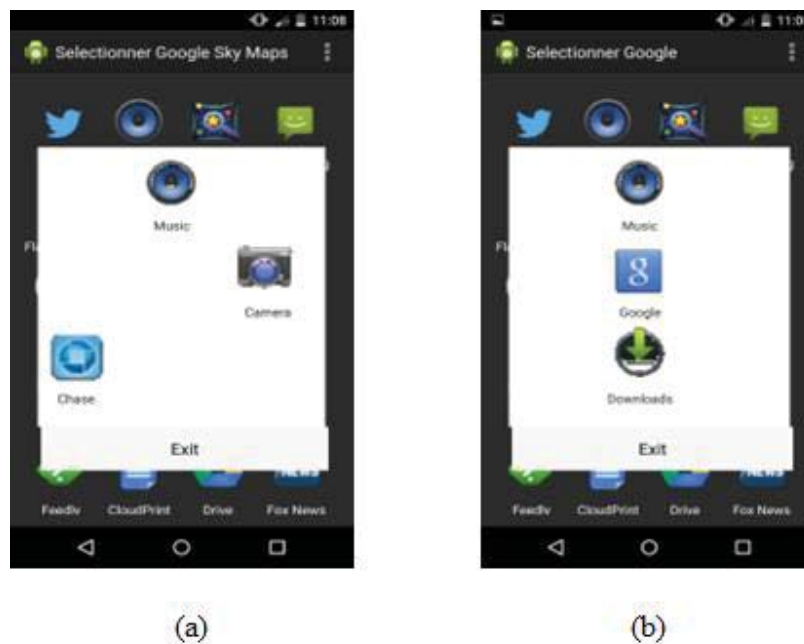 11:08
Selectionner Google Sky Maps
Music
Camera
Chase
Exit
Feedly
CloudPrint
Drive
Fox News
(a)
Selectionner Google
Music
Google
Downloads
Exit
Feedly
CloudPrint
Drive
Fox News
(b)